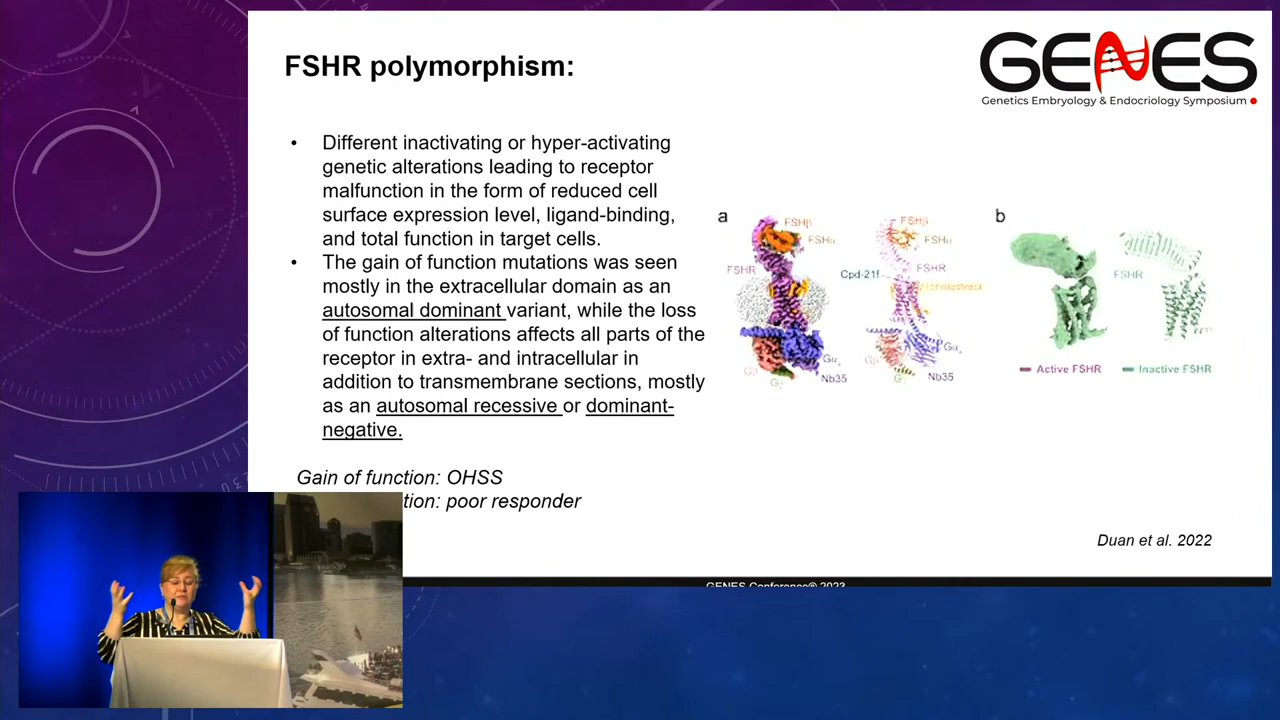 FSHR polymorphism:
GENES
Genetics Embryology & Endocriology Symposium
• Different inactivating or hyper-activating
genetic alterations leading to receptor
malfunction in the form of reduced cell
surface expression level, ligand-binding,
and total function in target cells.
• The gain of function mutations was seen
mostly in the extracellular domain as an
autosomal dominant variant, while the loss
of function alterations affects all parts of the
receptor in extra- and intracellular in
addition to transmembrane sections, mostly
as an autosomal recessive or dominant-
negative.
Gain of function: OHSS
tion: poor responder
a
FSHβ
FSHα
FSHR
Nb35
FSHβ
FSHα
FSHR
Cpd-21f
cholesterol
Nb35
b
FSHR
Active FSHR
Inactive FSHR
Duan et al. 2022
GENES Conference® 2023